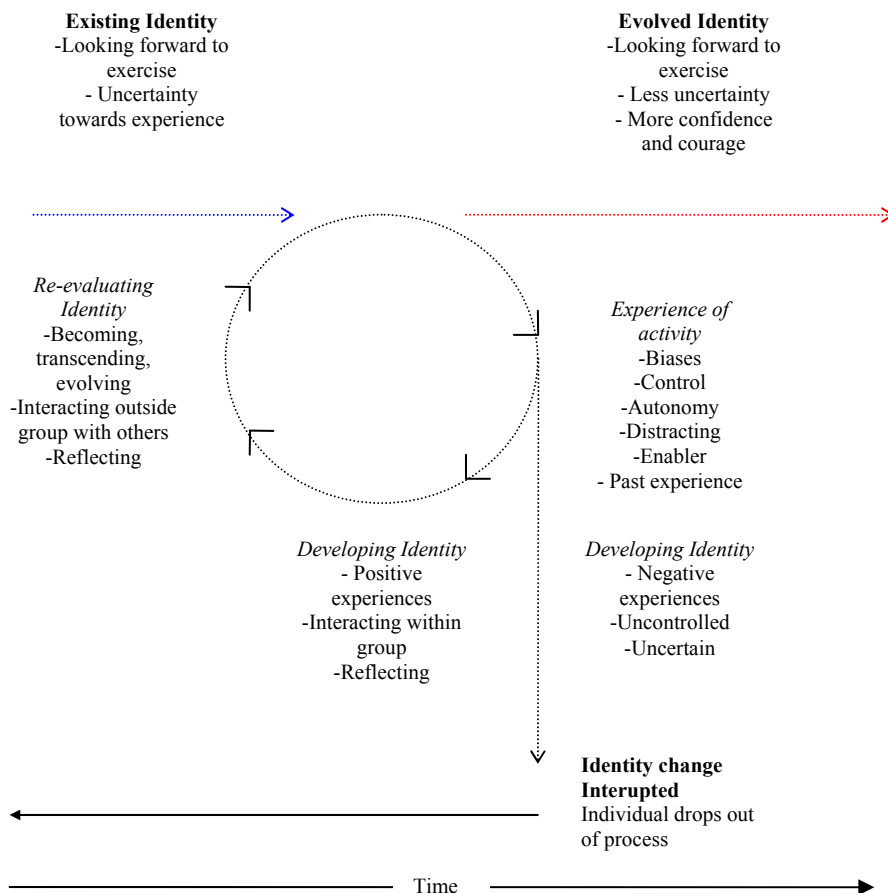 Existing Identity
-Looking forward to
exercise
- Uncertainty
towards experience
Evolved Identity
-Looking forward to
exercise
- Less uncertainty
- More confidence
and courage
Re-evaluating
Identity
-Becoming,
transcending,
evolving
-Interacting outside
group with others
-Reflecting
Experience of
activity
-Biases
-Control
-Autonomy
-Distracting
-Enabler
- Past experience
Developing Identity
- Positive
experiences
-Interacting within
group
-Reflecting
Developing Identity
- Negative
experiences
-Uncontrolled
-Uncertain
Identity change
Interupted
Individual drops out
of process
Time